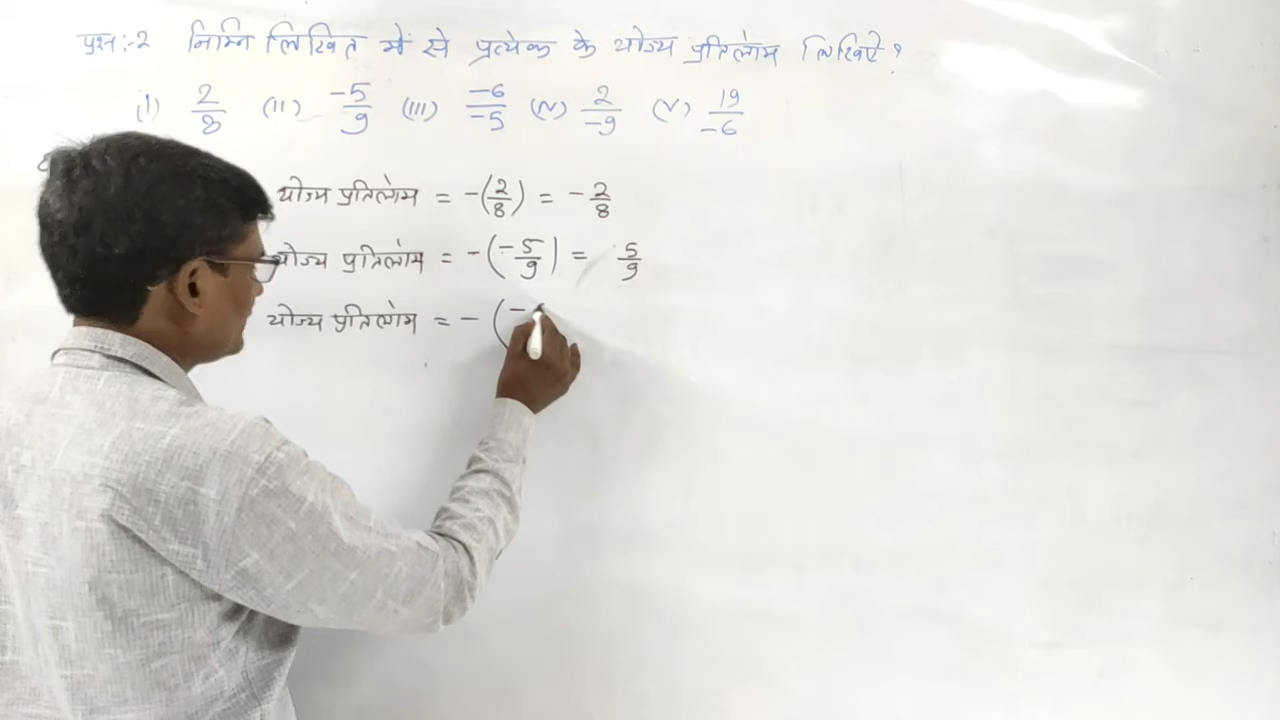 प्रश्न:-2 निम्न लिखित में से प्रत्येक के योज्य प्रतिलोम लिखिए ?
(I) 2/8 (II) -5/9 (III) -6/-5 (IV) 2/-9 (V) 19/-6
योज्य प्रतिलोम = -(2/8) = -2/8
योज्य प्रतिलोम = -(-5/9) = 5/9
योज्य प्रतिलोम = -(-